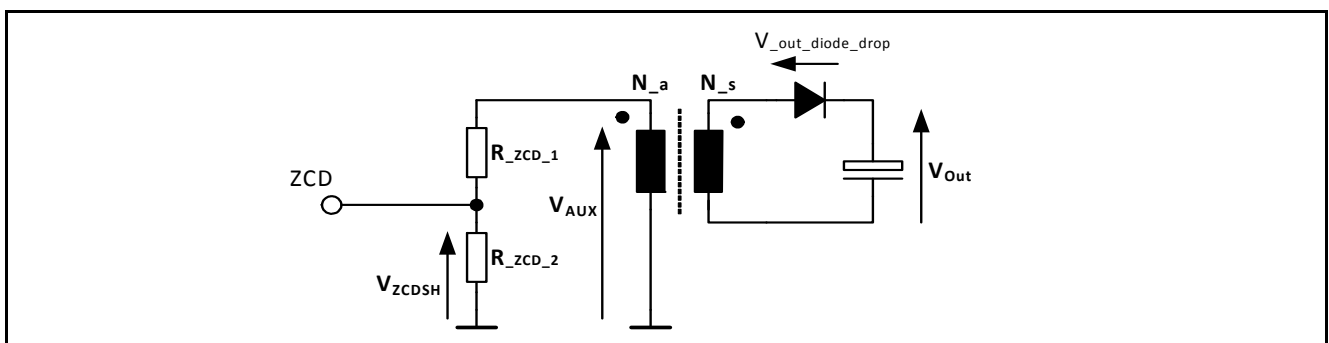 V_out_diode_drop
N_a N_s
R_ZCD_1
ZCD
V_AUX
V_Out
R_ZCD_2
V_ZCDSH